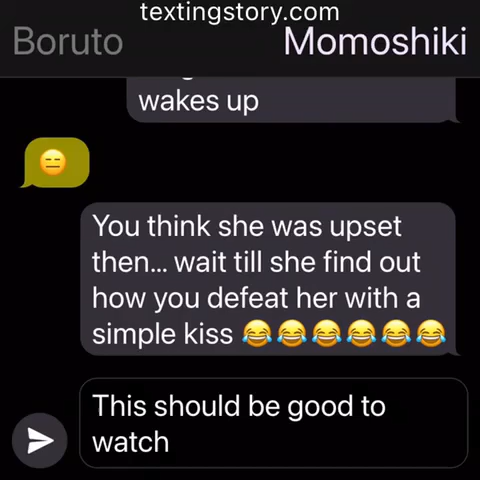 textingstory.com
Boruto Momoshiki
wakes up
😑
You think she was upset
then... wait till she find out
how you defeat her with a
simple kiss 😂😂😂😂😂😂
This should be good to
watch